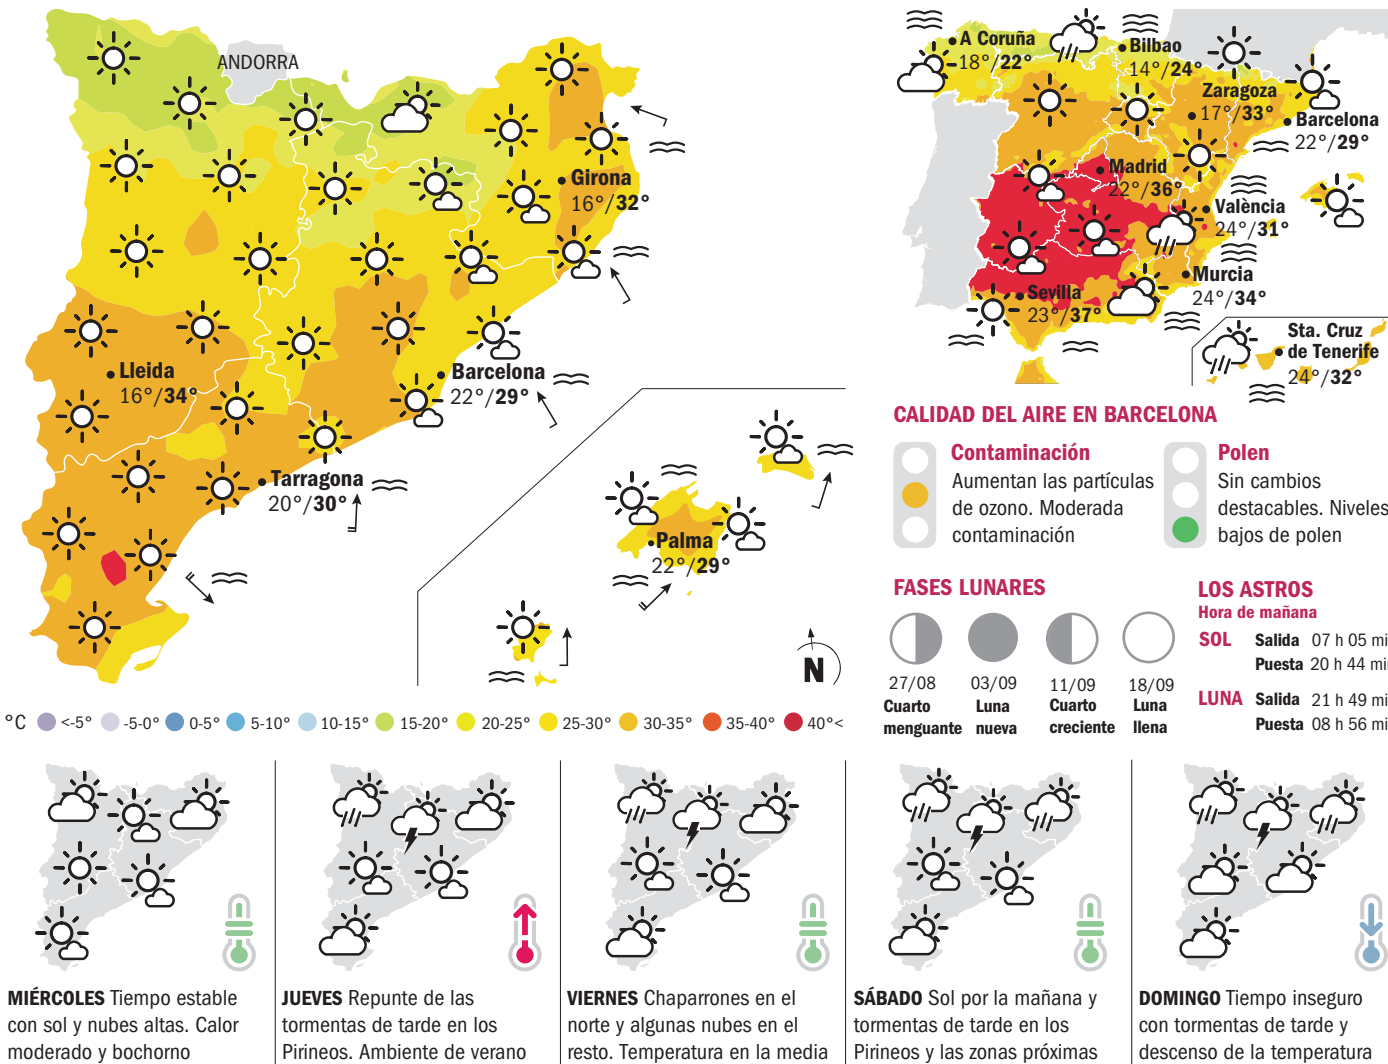 ANDORRA
Girona
16°/32°
Lleida
16°/34°
Barcelona
22°/29°
Tarragona
20°/30°
Palma
22°/29°
N
A Coruña
18°/22°
Bilbao
14°/24°
Zaragoza
17°/33°
Barcelona
22°/29°
Madrid
22°/36°
València
24°/31°
Murcia
24°/34°
Sevilla
23°/37°
Sta. Cruz
de Tenerife
24°/32°
CALIDAD DEL AIRE EN BARCELONA
Contaminación
Aumentan las partículas
de ozono. Moderada
contaminación
Polen
Sin cambios
destacables. Niveles
bajos de polen
FASES LUNARES
27/08
Cuarto
menguante
03/09
Luna
nueva
11/09
Cuarto
creciente
18/09
Luna
llena
LOS ASTROS
Hora de mañana
SOL Salida 07 h 05 mi
Puesta 20 h 44 mi
LUNA Salida 21 h 49 mi
Puesta 08 h 56 mi
°C <-5° -5-0° 0-5° 5-10° 10-15° 15-20° 20-25° 25-30° 30-35° 35-40° 40°<
MIÉRCOLES Tiempo estable
con sol y nubes altas. Calor
moderado y bochorno
JUEVES Repunte de las
tormentas de tarde en los
Pirineos. Ambiente de verano
VIERNES Chaparrones en el
norte y algunas nubes en el
resto. Temperatura en la media
SÁBADO Sol por la mañana y
tormentas de tarde en los
Pirineos y las zonas próximas
DOMINGO Tiempo inseguro
con tormentas de tarde y
descenso de la temperatura